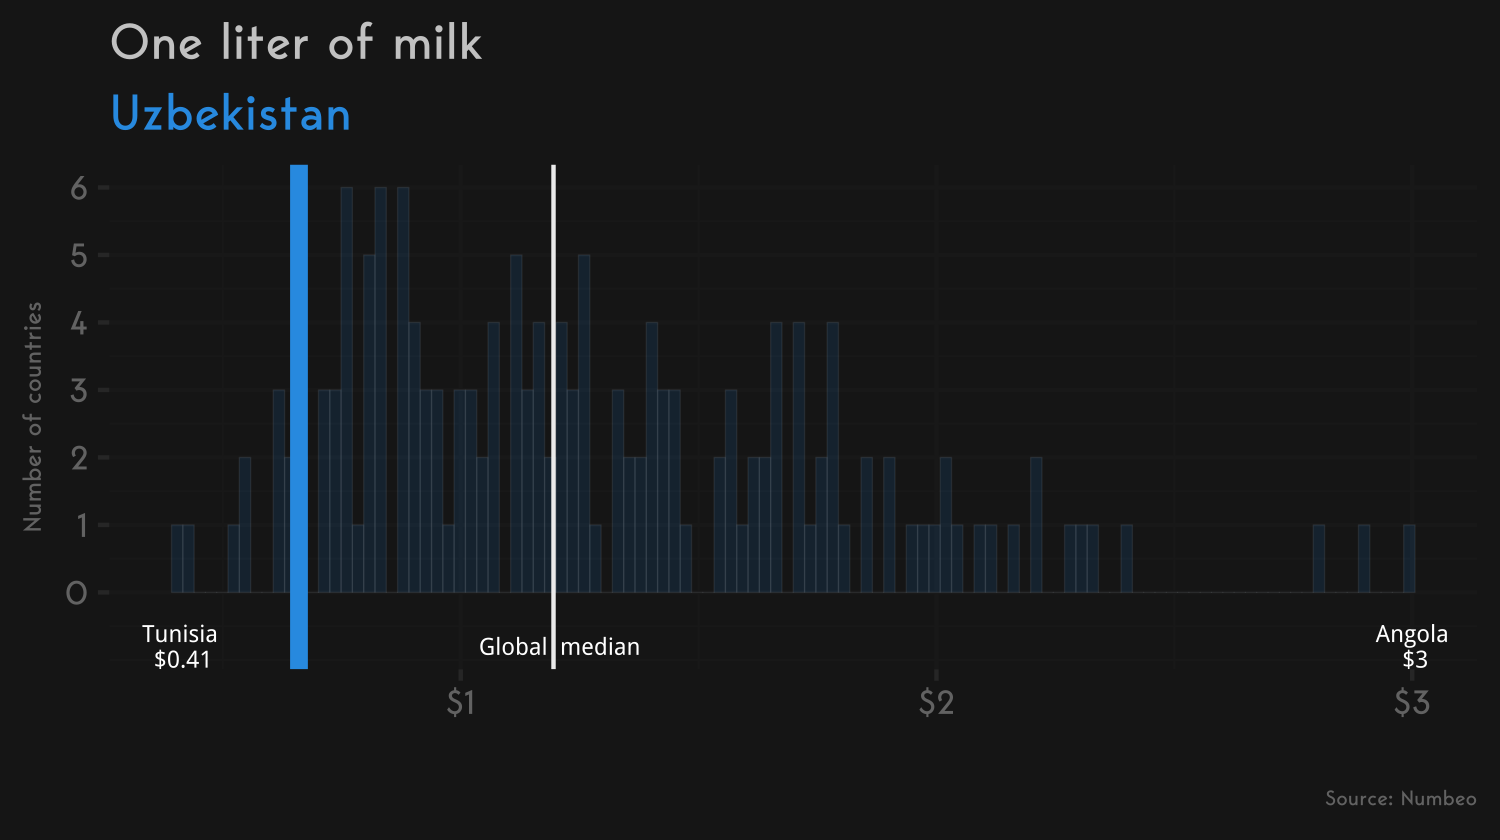 One liter of milk
Uzbekistan
6
5
4
3
2
1
0
Number of countries
Tunisia
$0.41
Global median
Angola
$3
$1
$2
$3
Source: Numbeo